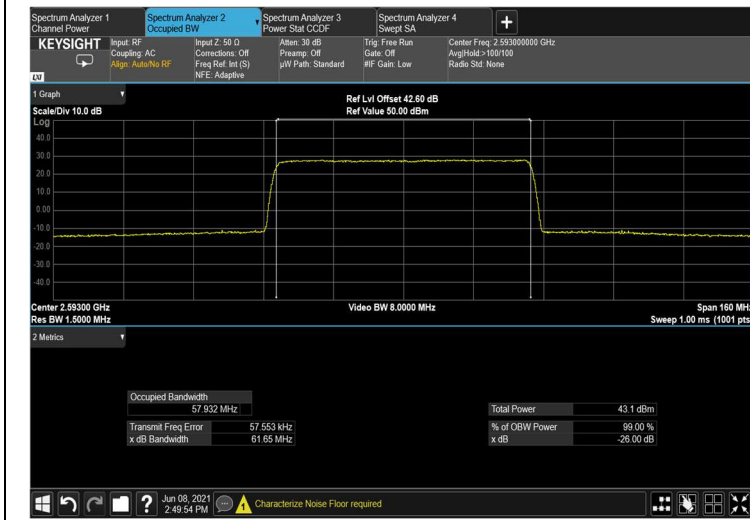 Spectrum Analyzer 1
Channel Power
Spectrum Analyzer 2
Occupied BW
Spectrum Analyzer 3
Power Stat CCDF
Spectrum Analyzer 4
Swept SA
KEYSIGHT
LXI
Input: RF
Coupling: AC
Align: Auto/No RF
Input Z: 50 Ω
Corrections: Off
Freq Ref: Int (S)
NFE: Adaptive
Atten: 30 dB
Preamp: Off
µW Path: Standard
Trig: Free Run
Gate: Off
#IF Gain: Low
Center Freq: 2.593000000 GHz
Avg|Hold:>100/100
Radio Std: None
1 Graph
Scale/Div 10.0 dB
Ref Lvl Offset 42.60 dB
Ref Value 50.00 dBm
Log
40.0
30.0
20.0
10.0
0.00
-10.0
-20.0
-30.0
-40.0
Center 2.59300 GHz
Res BW 1.5000 MHz
Video BW 8.0000 MHz
Span 160 MHz
Sweep 1.00 ms (1001 pts
2 Metrics
Occupied Bandwidth
57.932 MHz
Transmit Freq Error 57.553 kHz
x dB Bandwidth 61.65 MHz
Total Power 43.1 dBm
% of OBW Power 99.00 %
x dB -26.00 dB
Jun 08, 2021
2:49:54 PM
1
Characterize Noise Floor required